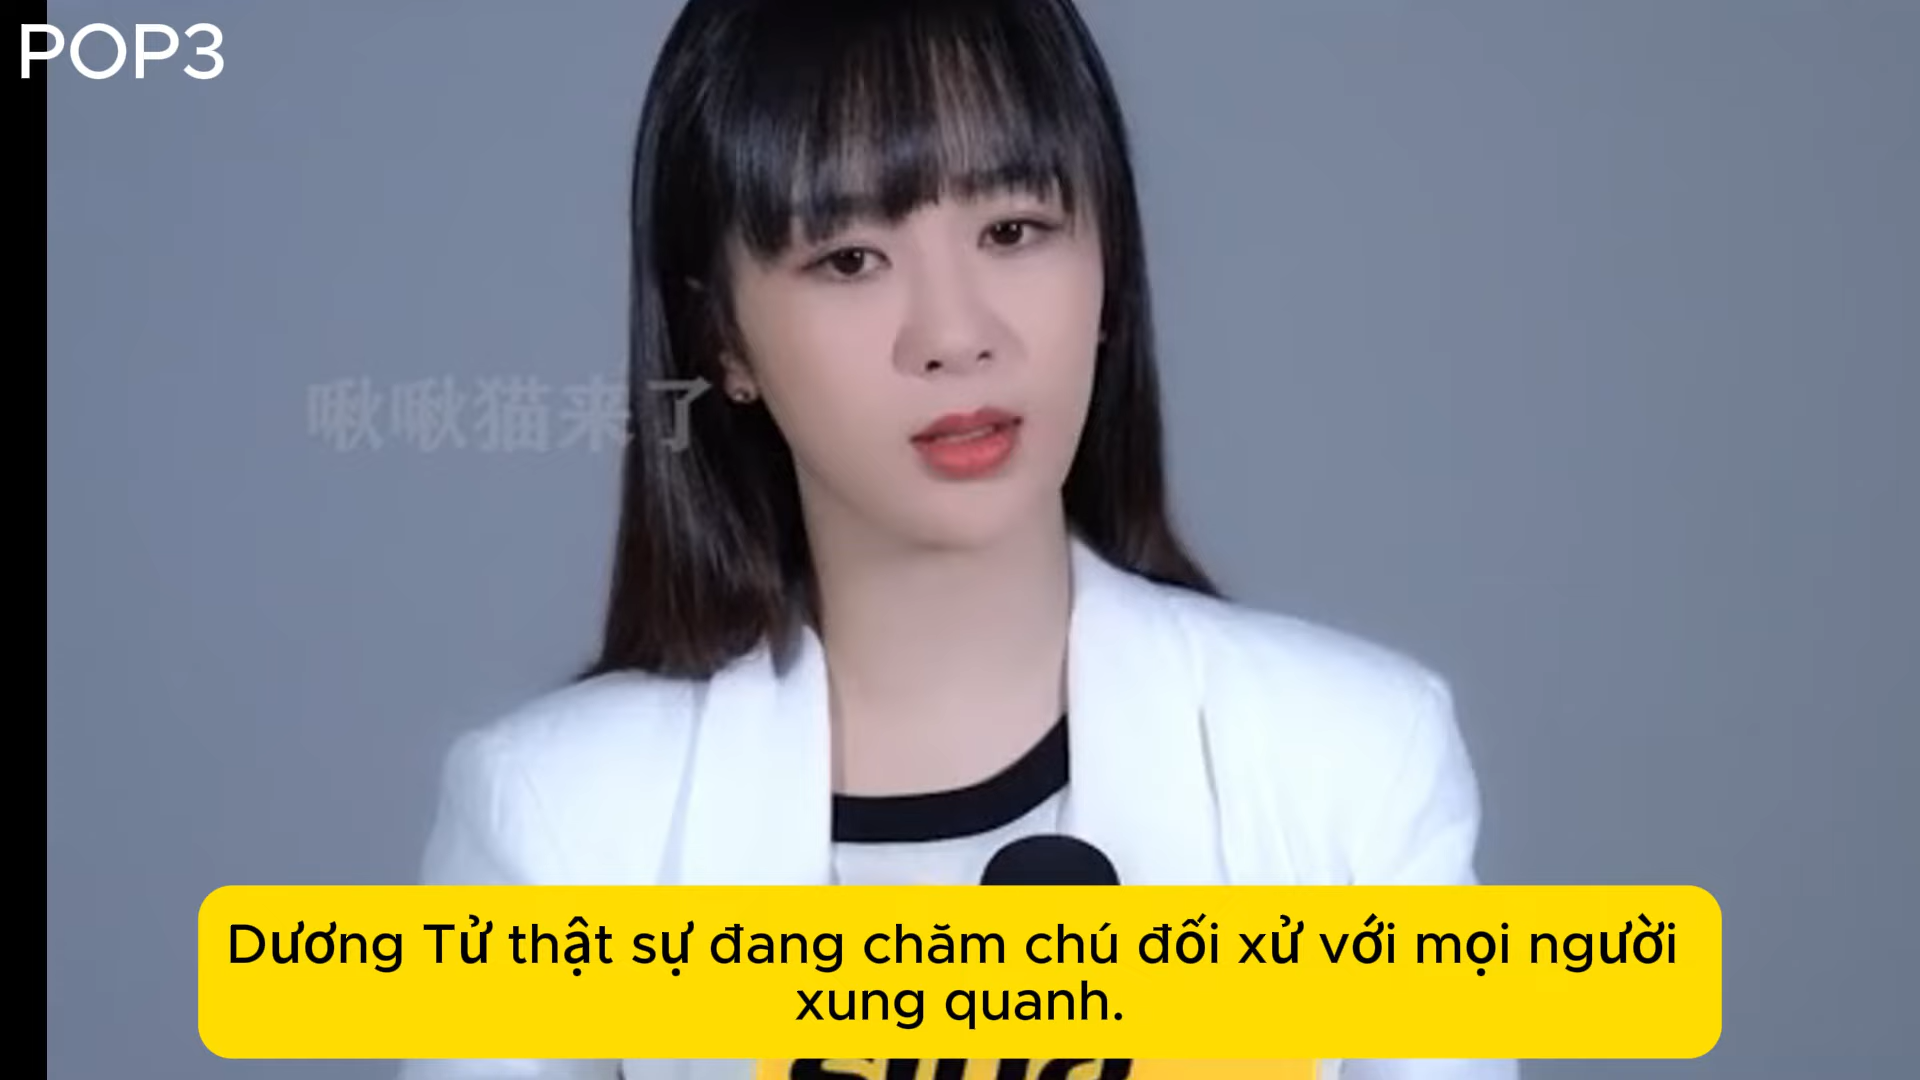 POP3
啾啾猫来了
Dương Tử thật sự đang chăm chú đối xử với mọi người
xung quanh.